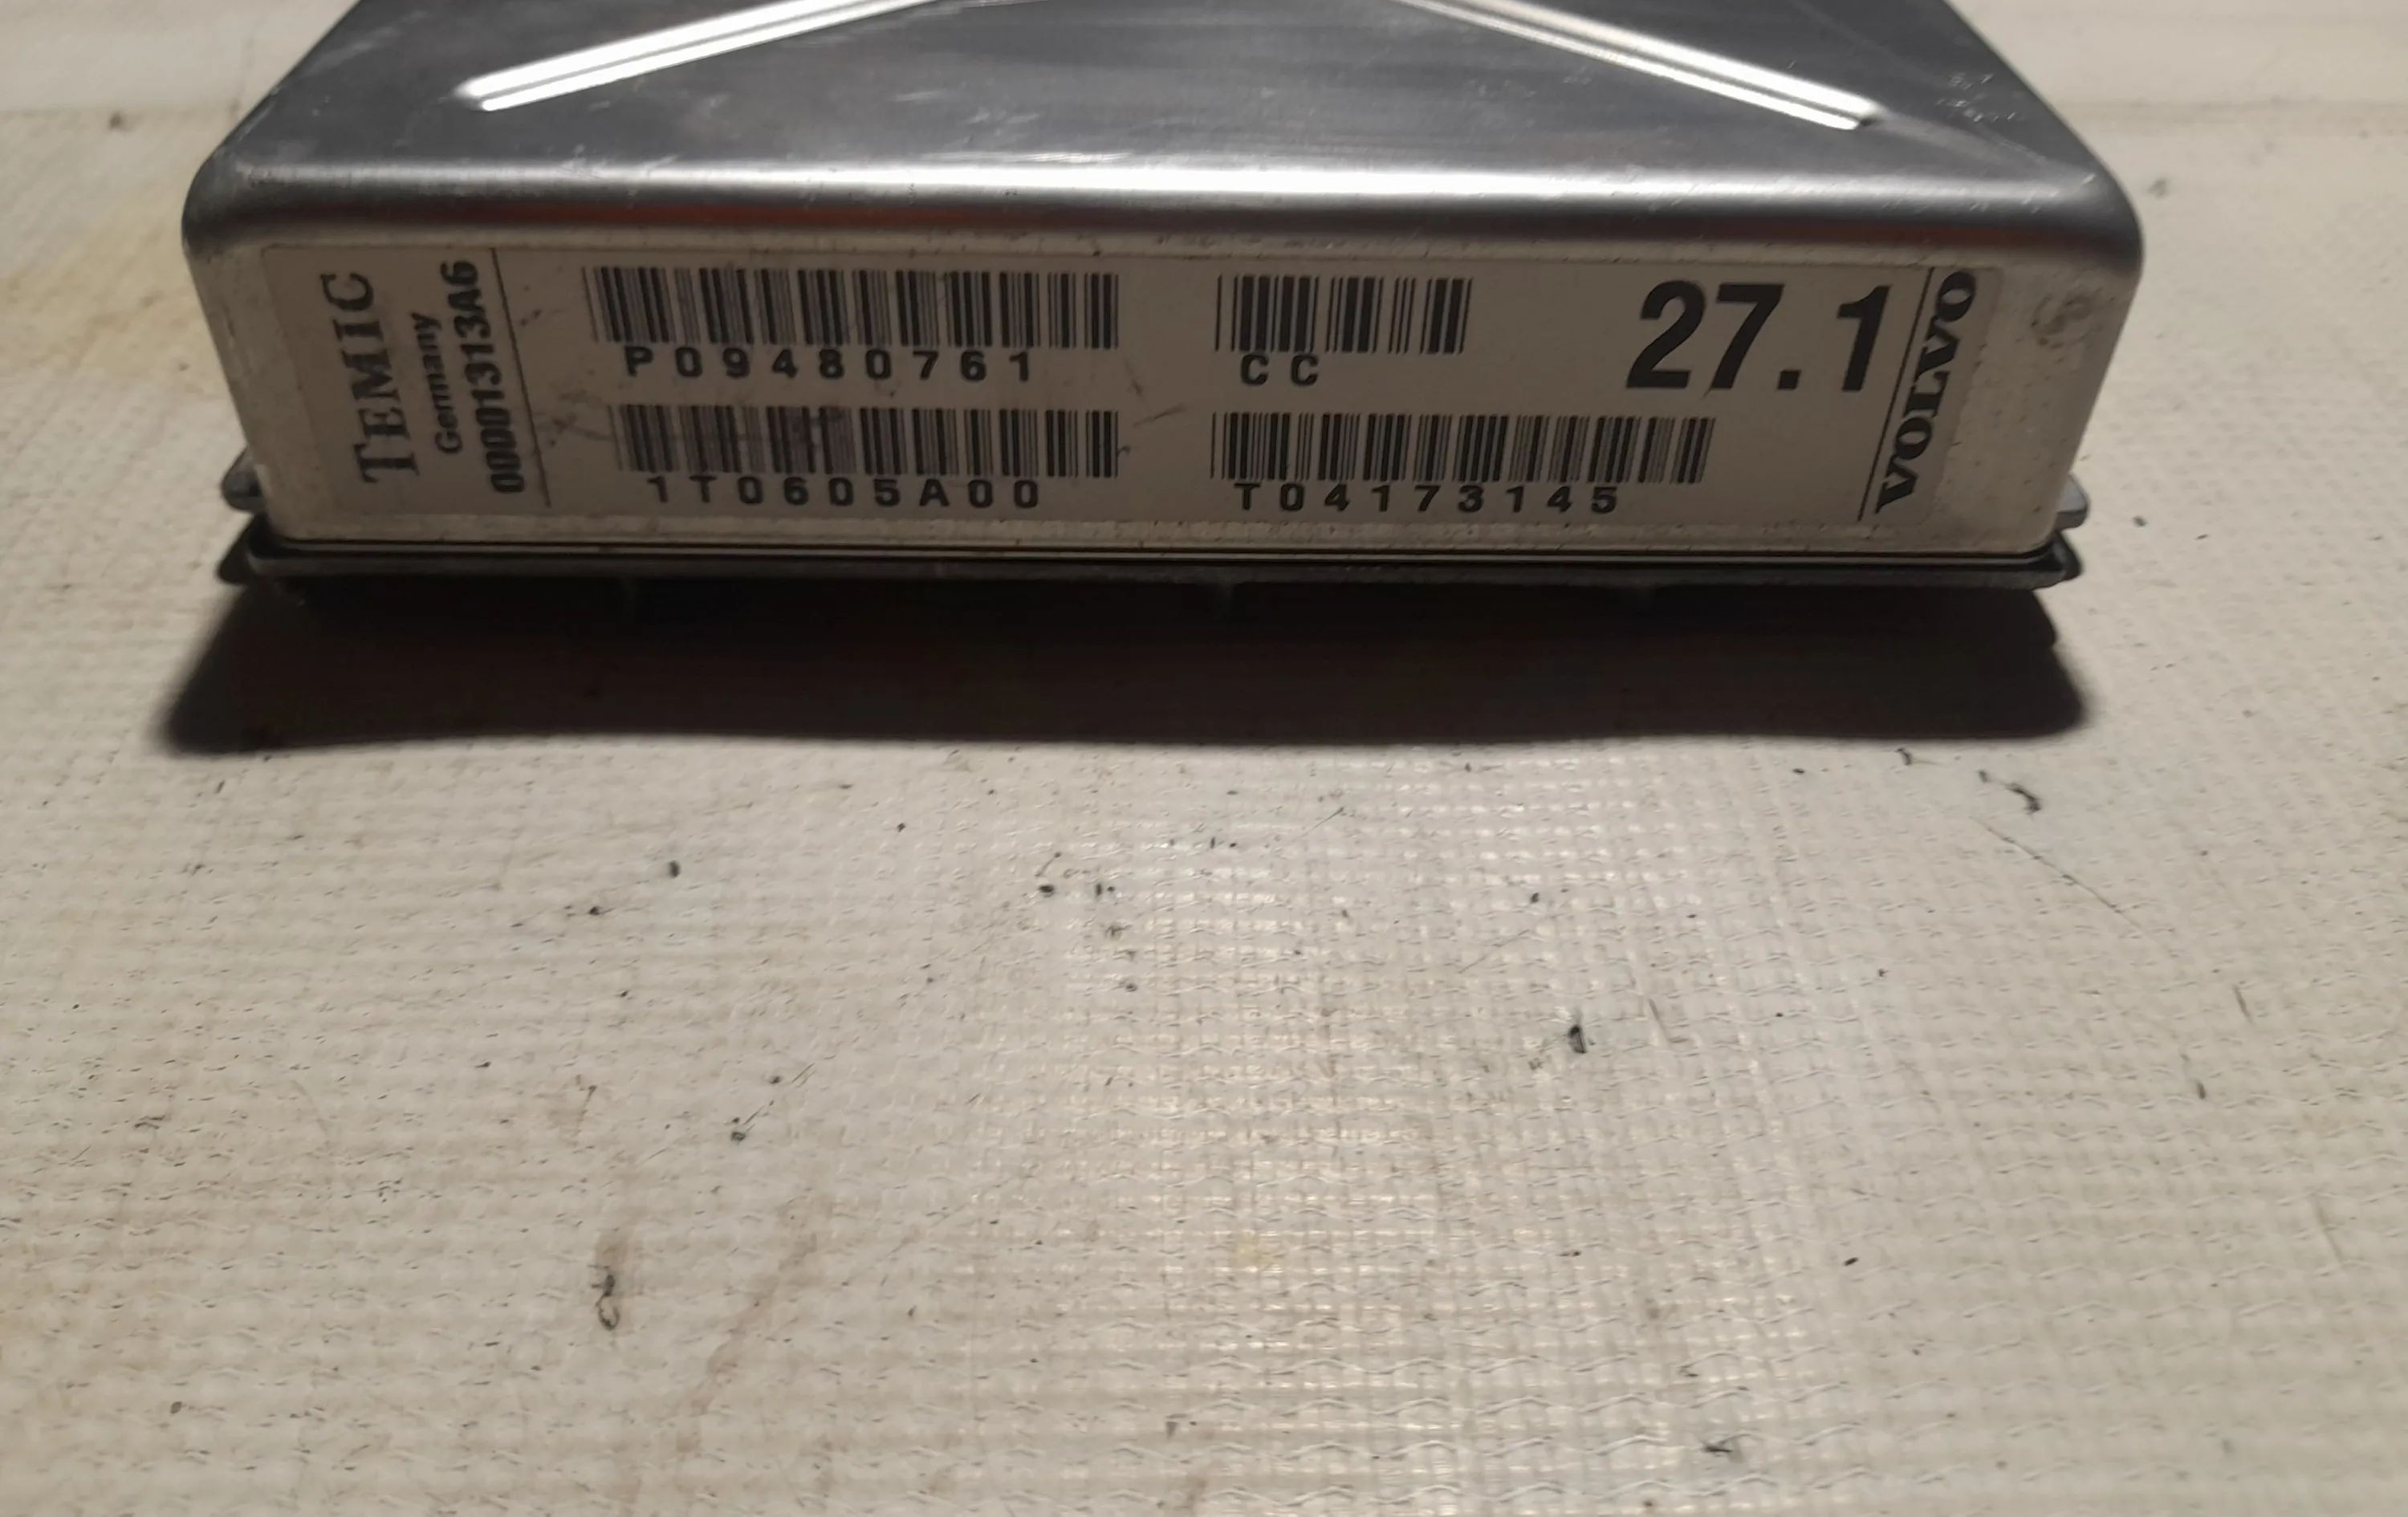 TEMIC
Germany
00001313A6
P09480761
1T0605A00
CC
T04173145
27.1
VOLVO